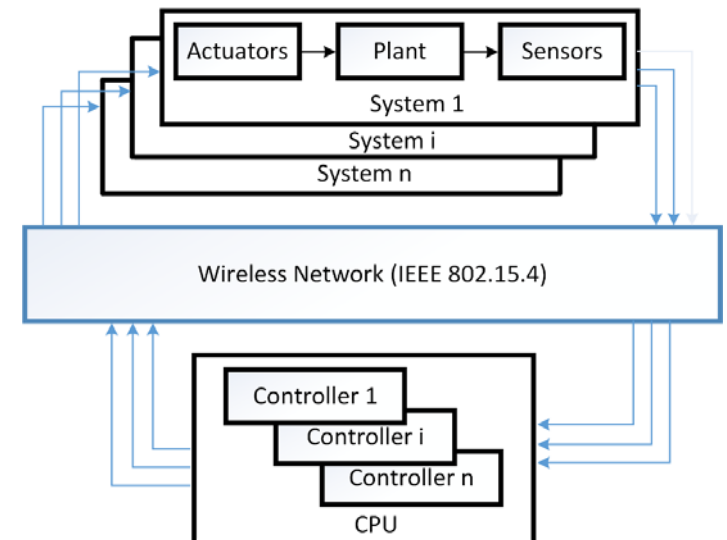 Actuators
Plant
Sensors
System 1
System i
System n
Wireless Network (IEEE 802.15.4)
Controller 1
Controller i
Controller n
CPU